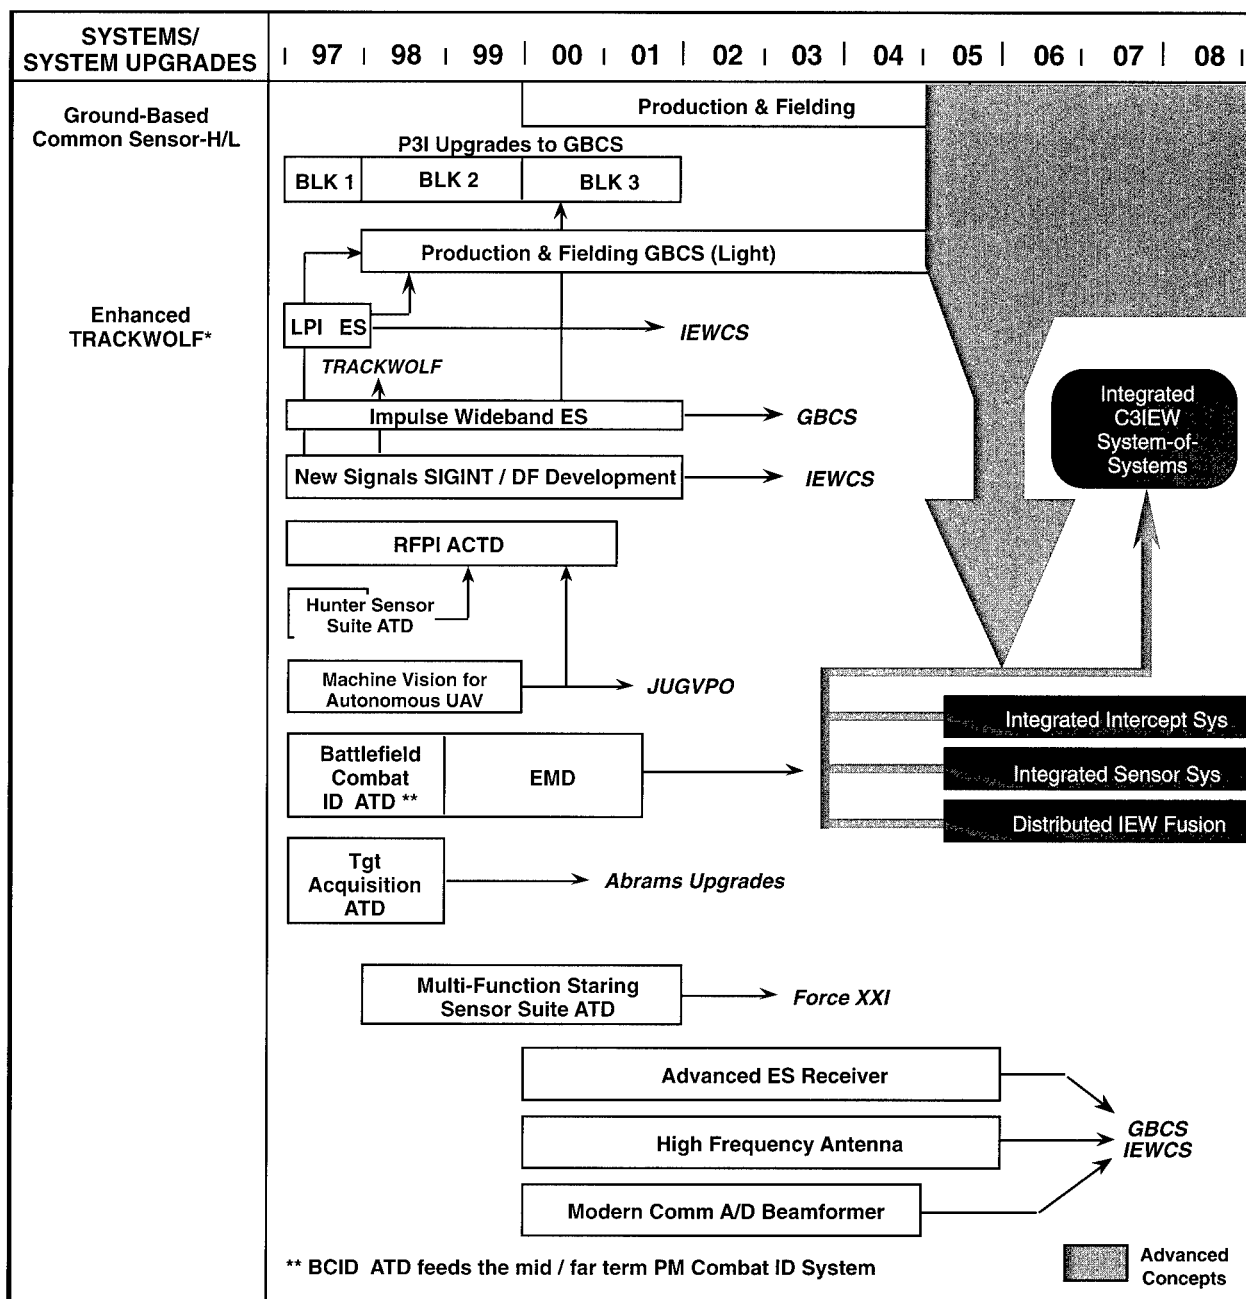 SYSTEMS/
SYSTEM UPGRADES
97 98 99 00 01 02 03 04 05 06 07 08
Ground-Based
Common Sensor-H/L
Production & Fielding
P3I Upgrades to GBCS
BLK 1 BLK 2 BLK 3
Production & Fielding GBCS (Light)
Enhanced
TRACKWOLF*
LPI ES
IEWCS
TRACKWOLF
Impulse Wideband ES
GBCS
Integrated
C3IEW
System-of-
Systems
New Signals SIGINT / DF Development
IEWCS
RFPI ACTD
Hunter Sensor
Suite ATD
Machine Vision for
Autonomous UAV
JUGVPO
Integrated Intercept Sys
Battlefield
Combat
ID ATD **
EMD
Integrated Sensor Sys
Distributed IEW Fusion
Tgt
Acquisition
ATD
Abrams Upgrades
Multi-Function Staring
Sensor Suite ATD
Force XXI
Advanced ES Receiver
High Frequency Antenna
GBCS
IEWCS
Modern Comm A/D Beamformer
** BCID ATD feeds the mid / far term PM Combat ID System
Advanced
Concepts